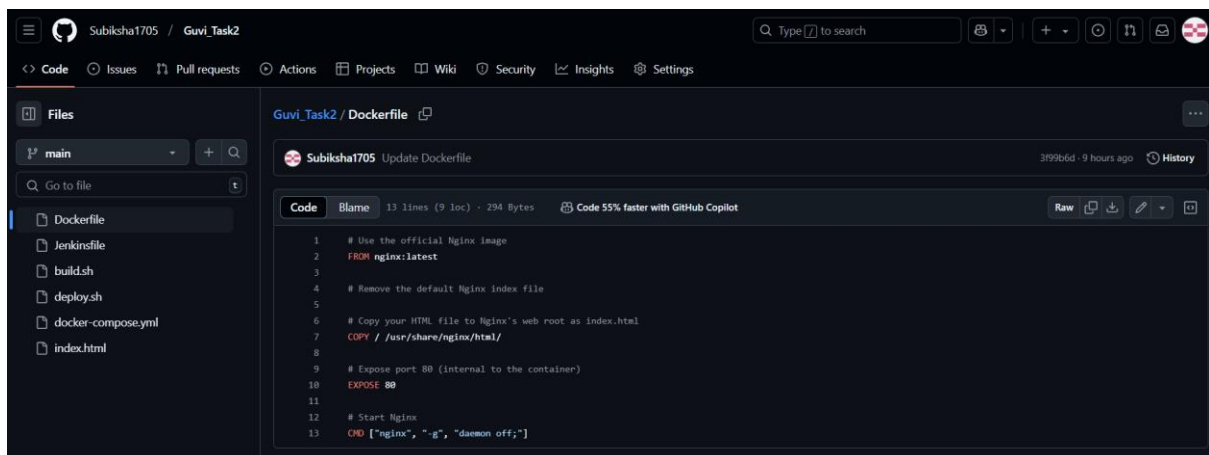 Subiksha1705 / Guvi_Task2
Type / to search
Code Issues Pull requests Actions Projects Wiki Security Insights Settings
Files
Guvi_Task2 / Dockerfile
main
Subiksha1705 Update Dockerfile
3f99b6d · 9 hours ago History
Go to file t
Code Blame 13 lines (9 loc) · 294 Bytes Code 55% faster with GitHub Copilot Raw
Dockerfile
Jenkinsfile
build.sh
deploy.sh
docker-compose.yml
index.html
1 # Use the official Nginx image
2 FROM nginx:latest
3
4 # Remove the default Nginx index file
5
6 # Copy your HTML file to Nginx's web root as index.html
7 COPY / /usr/share/nginx/html/
8
9 # Expose port 80 (internal to the container)
10 EXPOSE 80
11
12 # Start Nginx
13 CMD ["nginx", "-g", "daemon off;"]